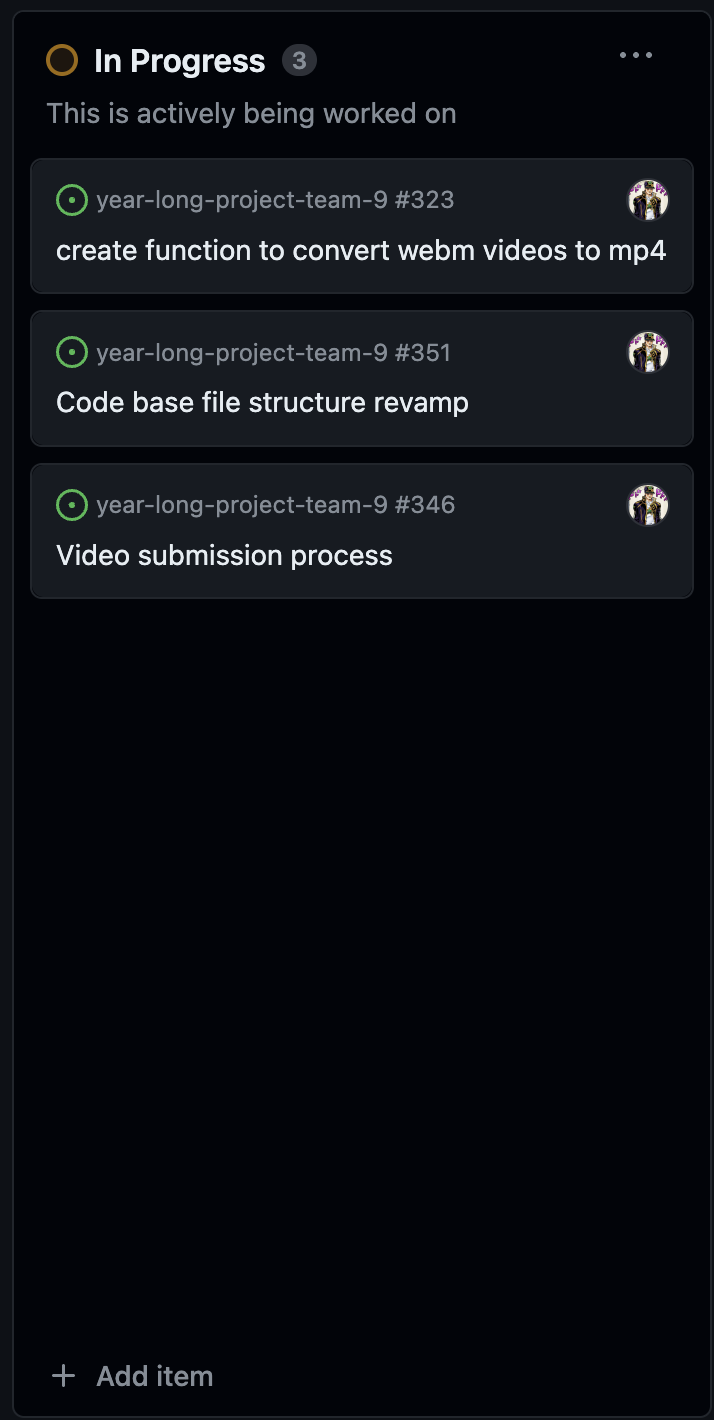 In Progress 3
This is actively being worked on
year-long-project-team-9 #323
create function to convert webm videos to mp4
year-long-project-team-9 #351
Code base file structure revamp
year-long-project-team-9 #346
Video submission process
Add item